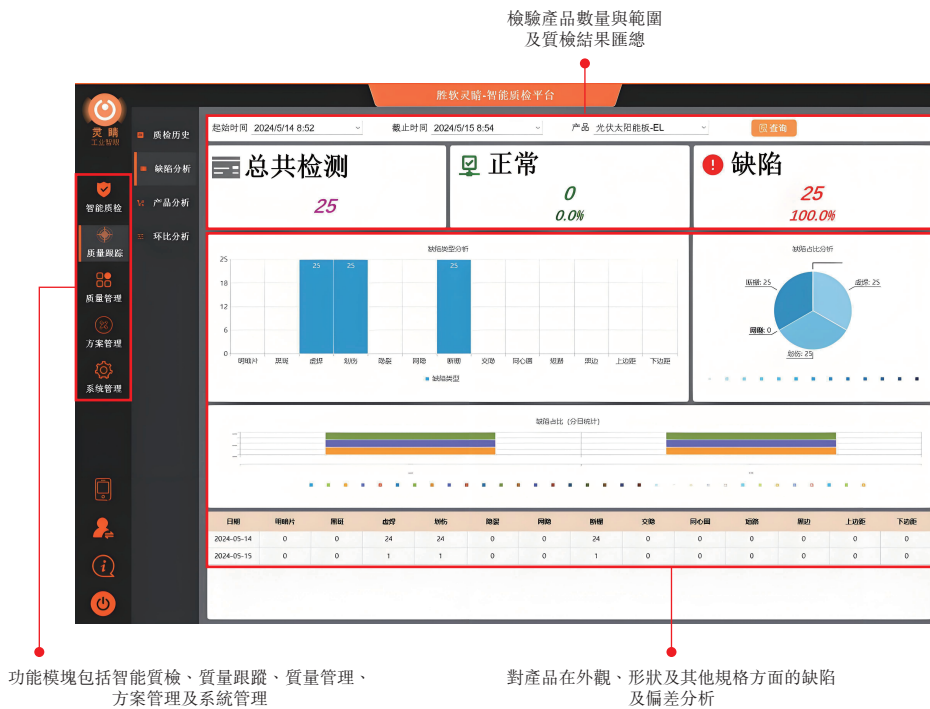 檢驗產品數量與範圍
及質檢結果匯總
胜软灵睛-智能质检平台
灵睛
工业智眼
智能质检
质量跟踪
质量管理
方案管理
系统管理
质检历史
缺陷分析
产品分析
环比分析
起始时间 2024/5/14 8:52 截止时间 2024/5/15 8:54 产品 光伏太阳能板-EL 查询
总共检测 正常 缺陷
25 0 25
0.0% 100.0%
缺陷类型分析
25
18
12
6
0
25 25 25
明暗片 黑斑 虚焊 划伤 隐裂 网隐 断栅 交隐 同心圆 短路 黑边 上边距 下边距
缺陷类型
缺陷占比分析
断栅: 25 虚焊: 25
网隐: 0
划伤: 25
缺陷占比 (分日统计)
日期 明暗片 黑斑 虚焊 划伤 隐裂 网隐 断栅 交隐 同心圆 短路 黑边 上边距 下边距
2024-05-14 0 0 24 24 0 0 24 0 0 0 0 0 0
2024-05-15 0 0 1 1 0 0 1 0 0 0 0 0 0
功能模塊包括智能質檢、質量跟蹤、質量管理、
方案管理及系統管理
對產品在外觀、形狀及其他規格方面的缺陷
及偏差分析